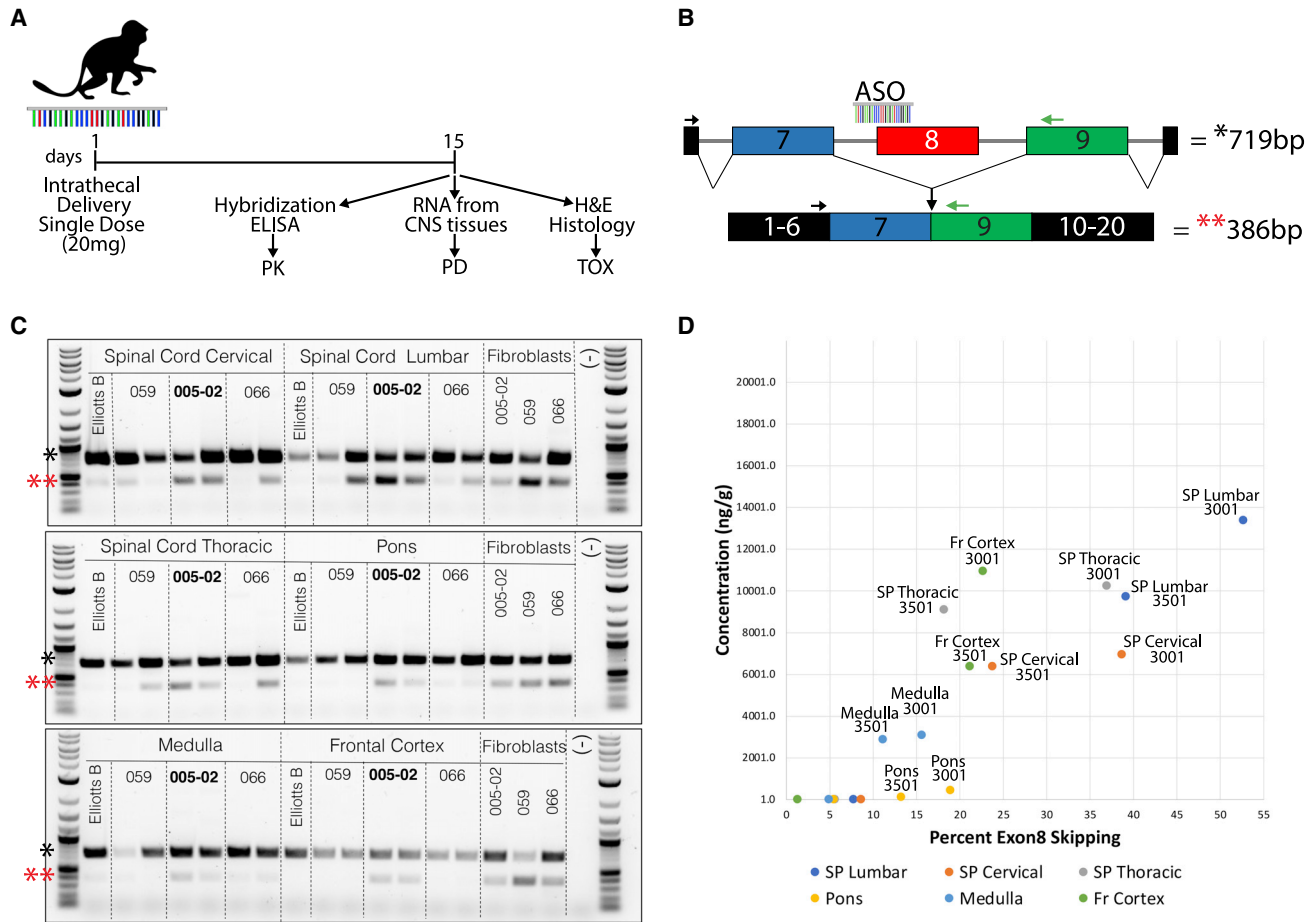 A
1
15
days
Intrathecal
Delivery
Single Dose
(20mg)
Hybridization
ELISA
PK
RNA from
CNS tissues
PD
H&E
Histology
TOX
B
ASO
7
8
9
= *719bp
1-6
7
9
10-20
= **386bp
C
Spinal Cord Cervical
Spinal Cord Lumbar
Fibroblasts
(-)
Elliotts B
059
005-02
066
Elliotts B
059
005-02
066
005-02
059
066
*
**
Spinal Cord Thoracic
Pons
Fibroblasts
(-)
Elliotts B
059
005-02
066
Elliotts B
059
005-02
066
005-02
059
066
*
**
Medulla
Frontal Cortex
Fibroblasts
(-)
Elliotts B
059
005-02
066
Elliotts B
059
005-02
066
005-02
059
066
*
**
D
Concentration (ng/g)
20001.0
18001.0
16001.0
14001.0
12001.0
10001.0
8001.0
6001.0
4001.0
2001.0
1.0
SP Lumbar
3001
Fr Cortex
3001
SP Thoracic
3001
SP Thoracic
3501
SP Lumbar
3501
Fr Cortex
3501
SP Cervical
3501
SP Cervical
3001
Medulla
3001
Medulla
3501
Pons
3501
Pons
3001
0
5
10
15
20
25
30
35
40
45
50
55
Percent Exon8 Skipping
SP Lumbar
SP Cervical
SP Thoracic
Pons
Medulla
Fr Cortex